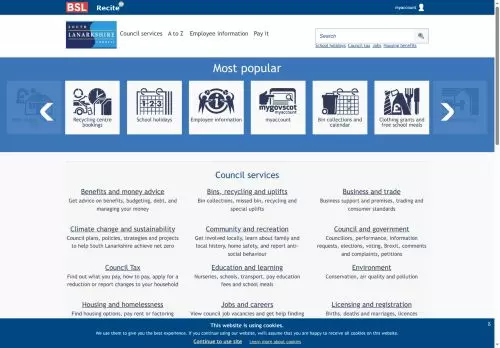 BSL Recite
myaccount
SOUTH
LANARKSHIRE
COUNCIL
Council services A to Z Employee information Pay it
Search
School holidays Council tax Jobs Housing benefits
Most popular
Recycling centre
bookings
School holidays
Employee information
mygovscot
myaccount
myaccount
Bin collections and
calendar
Clothing grants and
free school meals
Council services
Benefits and money advice
Get advice on benefits, budgeting, debt, and
managing your money
Bins, recycling and uplifts
Bin collections, missed bin, recycling and
special uplifts
Business and trade
Business support and premises, trading and
consumer standards
Climate change and sustainability
Council plans, policies, strategies and projects
to help South Lanarkshire achieve net zero
Community and recreation
Get involved locally, learn about family and
local history, home safety, and report anti-
social behaviour
Council and government
Councillors, performance, information
requests, elections, voting, Brexit, comments
and complaints, petitions
Council Tax
Find out what you pay, how to pay, apply for a
reduction or report changes to your household
Education and learning
Nurseries, schools, transport, pay education
fees and school meals
Environment
Conservation, air quality and pollution
Housing and homelessness
Find housing options, pay rent or factoring
Jobs and careers
View council job vacancies and get help finding
Licensing and registration
Births, deaths and marriages, licences
This website is using cookies.
We use them to give you the best experience. If you continue using our website, we'll assume that you are happy to receive all cookies on this website.
Continue to use site Learn more about cookies
X